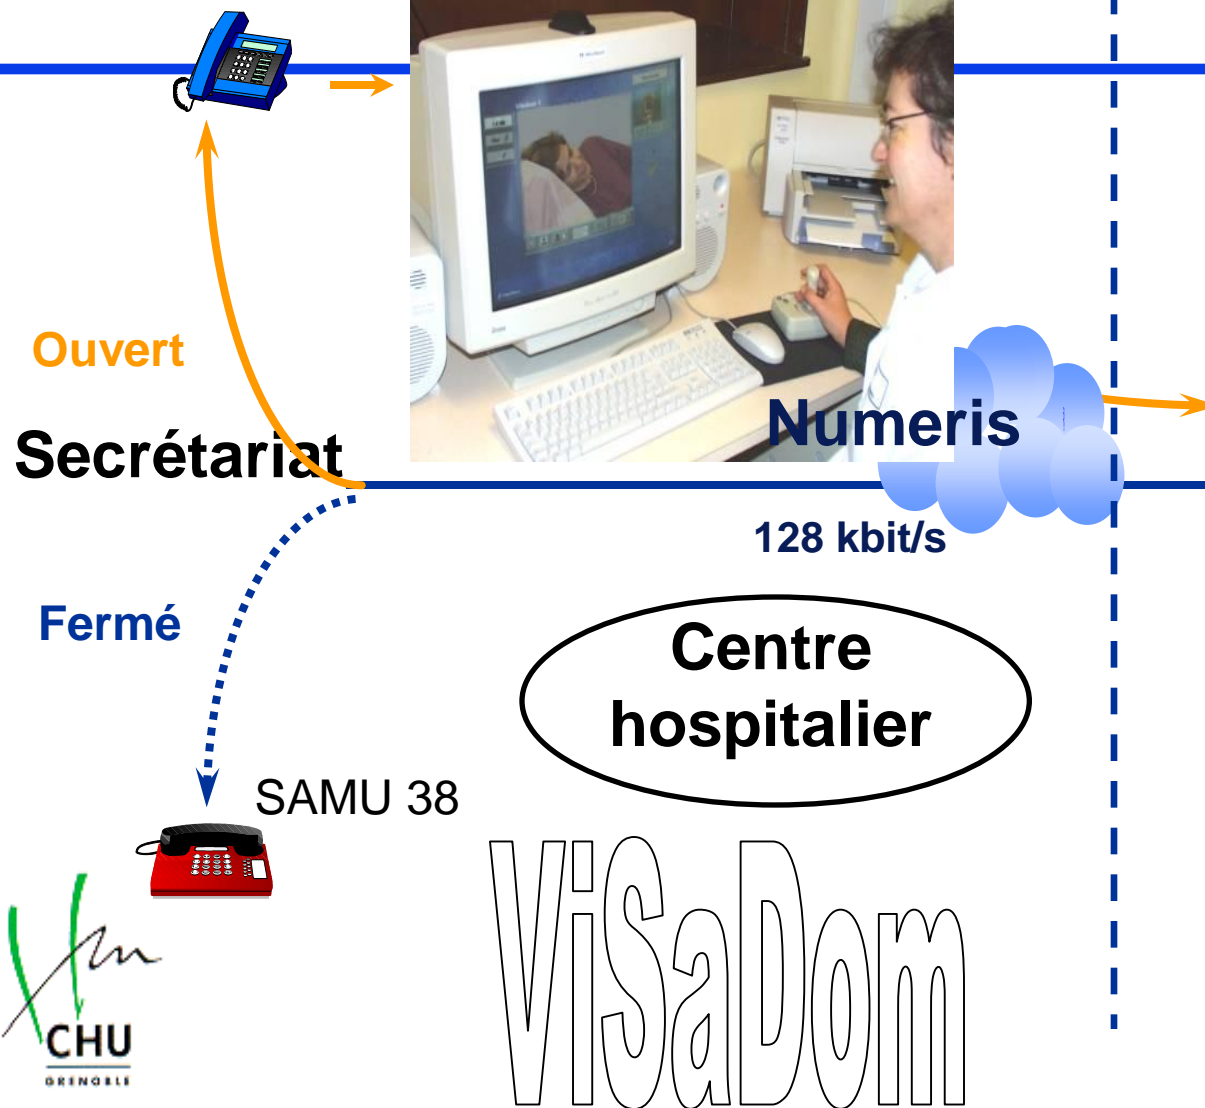 Ouvert
Secrétariat
Numeris
128 kbit/s
Fermé
Centre
hospitalier
SAMU 38
ViSaDom
CHU
GRENOBLE